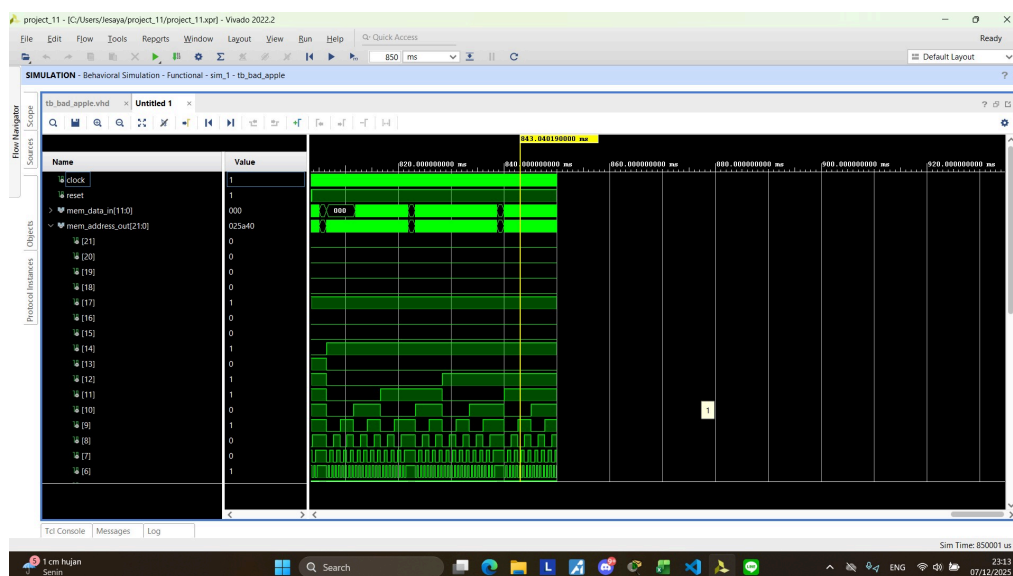 project_11 - [C:/Users/Jesaya/project_11/project_11.xpr] - Vivado 2022.2
File Edit Flow Tools Reports Window Layout View Run Help Quick Access
Ready
850 ms
Default Layout
SIMULATION - Behavioral Simulation - Functional - sim_1 - tb_bad_apple
?
Flow Navigator
Scope
Sources
Objects
Protocol Instances
tb_bad_apple.vhd × Untitled 1 ×
843.040190000 ms
Name Value
820.000000000 ms 840.000000000 ms 860.000000000 ms 880.000000000 ms 900.000000000 ms 920.000000000 ms
clock 1
reset 1
mem_data_in[11:0] 000 000
mem_address_out[21:0] 025a40
[21] 0
[20] 0
[19] 0
[18] 0
[17] 1
[16] 0
[15] 0
[14] 1
[13] 0
[12] 1
[11] 1
[10] 0
1
[9] 1
[8] 0
[7] 0
[6] 1
Tcl Console Messages Log
Sim Time: 850001 us
5
1 cm hujan
Senin
Search
L
ENG
23:13
07/12/2025